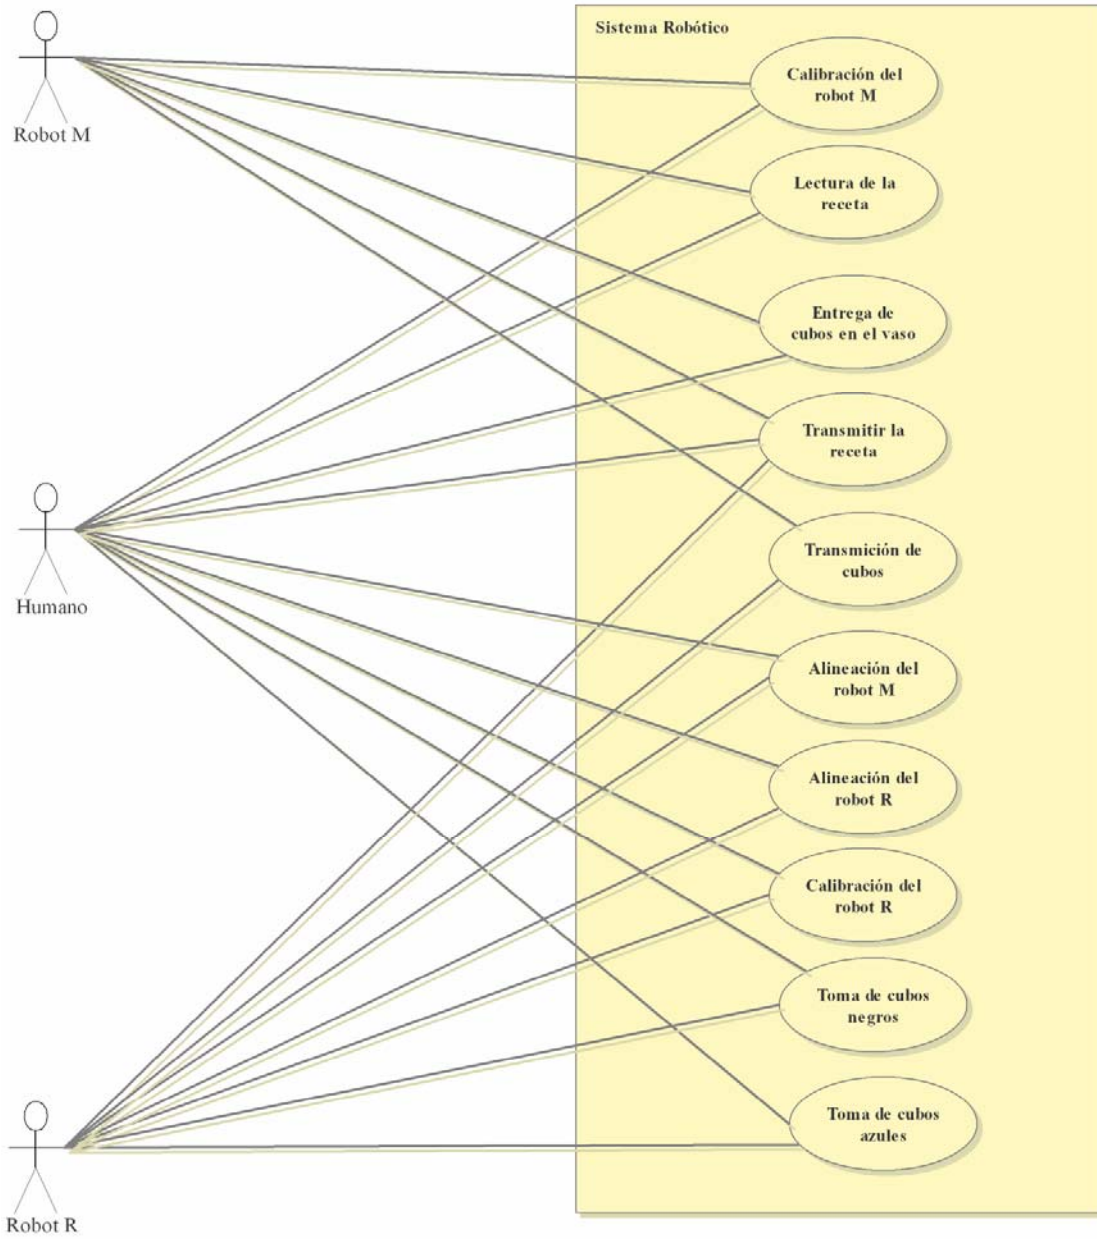 Sistema Robótico
Calibración del
robot M
Robot M
Lectura de la
receta
Entrega de
cubos en el vaso
Transmitir la
receta
Transmición de
cubos
Humano
Alineación del
robot M
Alineación del
robot R
Calibración del
robot R
Toma de cubos
negros
Toma de cubos
azules
Robot R